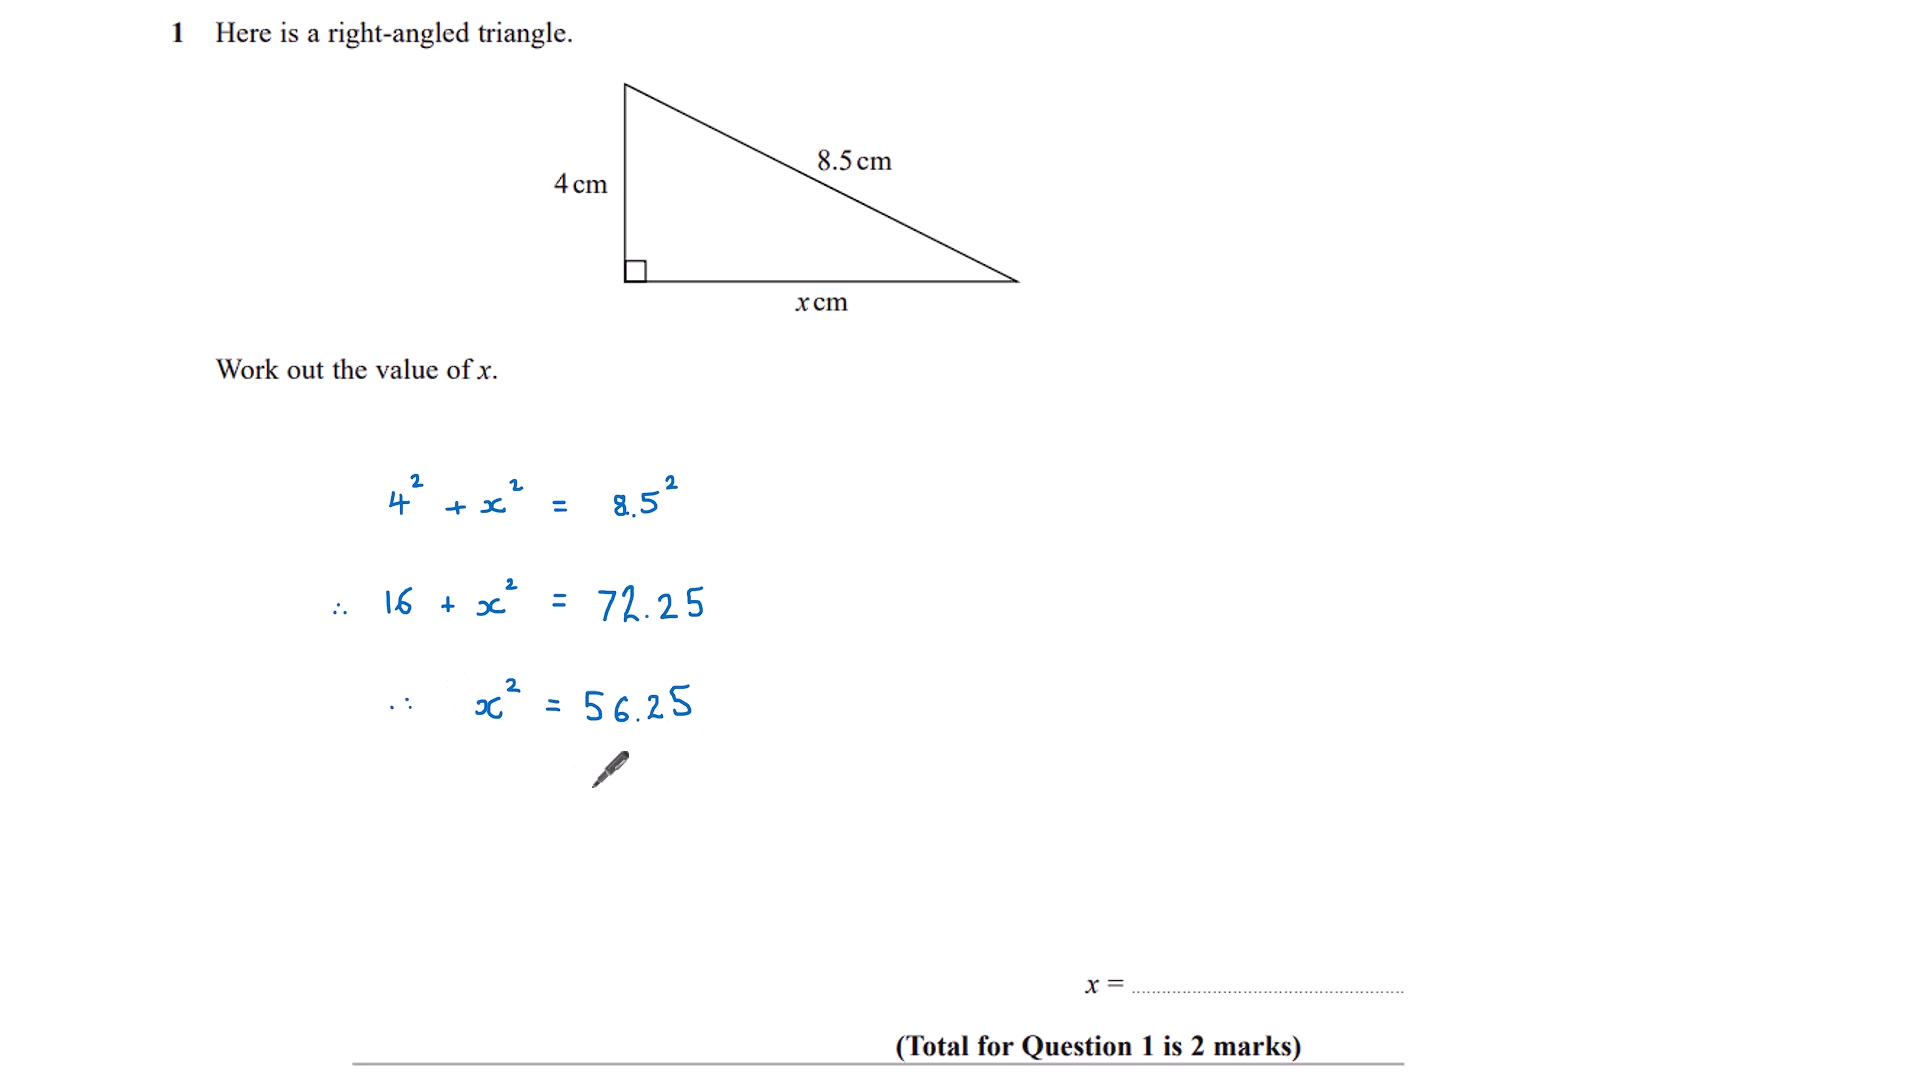 1 Here is a right-angled triangle.
8.5 cm
4 cm
x cm
Work out the value of x.
4² + x² = 8.5²
∴ 16 + x² = 72.25
∴ x² = 56.25
x = ........................................................
(Total for Question 1 is 2 marks)